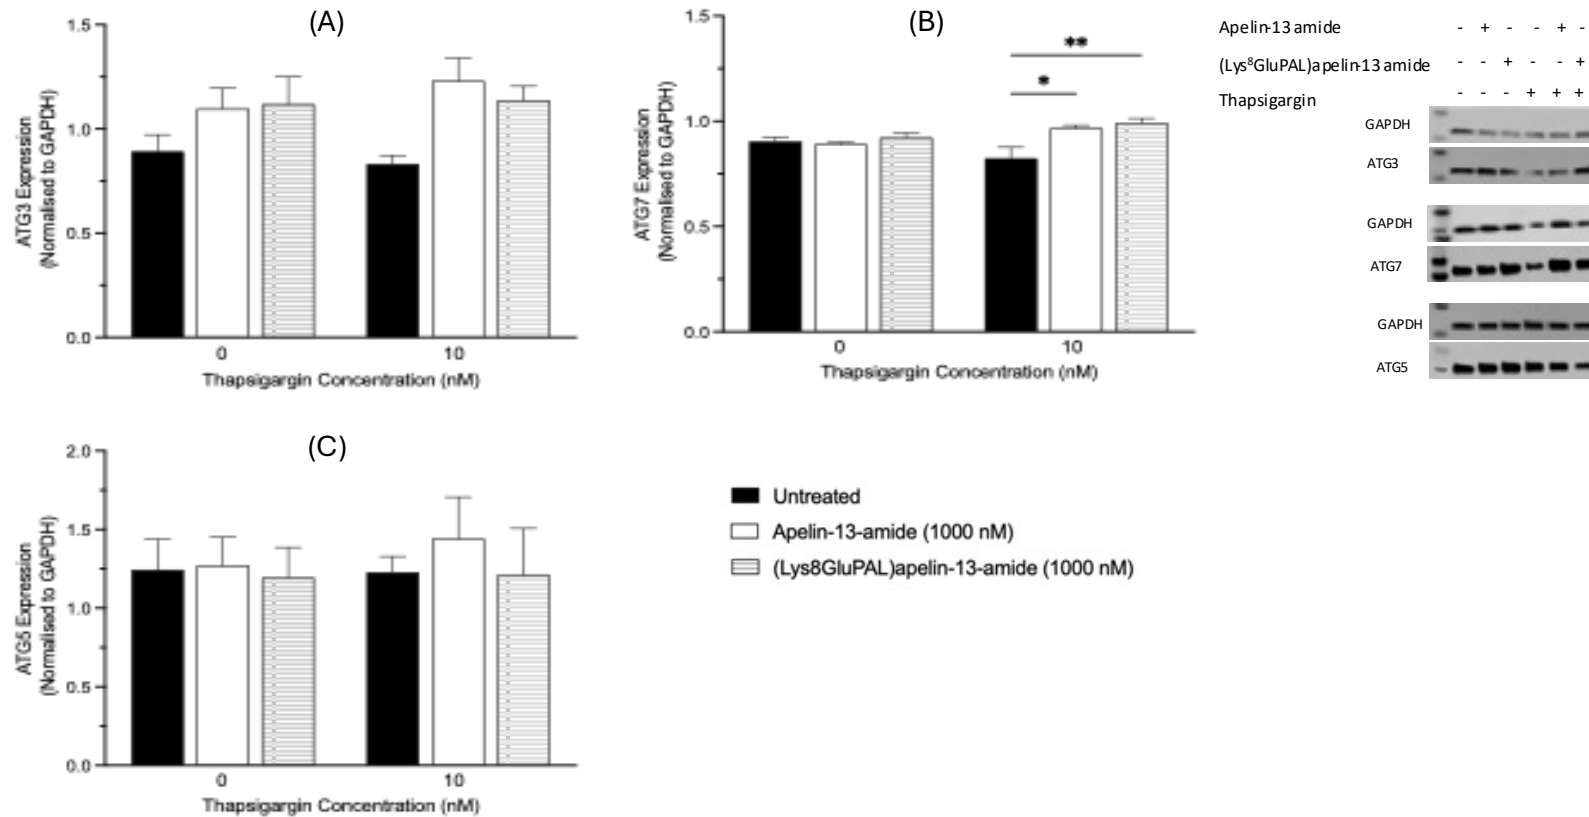 (A)
1.5
1.0
0.5
0.0
ATG3 Expression
(Normalised to GAPDH)
0
10
Thapsigargin Concentration (nM)
(B)
1.5
1.0
0.5
0.0
ATG7 Expression
(Normalised to GAPDH)
**
*
0
10
Thapsigargin Concentration (nM)
Apelin-13 amide - + - - + -
(Lys⁸GluPAL)apelin-13 amide - - + - - +
Thapsigargin - - - + + +
GAPDH
ATG3
GAPDH
ATG7
GAPDH
ATG5
(C)
2.0
1.5
1.0
0.5
0.0
ATG5 Expression
(Normalised to GAPDH)
0
10
Thapsigargin Concentration (nM)
Untreated
Apelin-13-amide (1000 nM)
(Lys8GluPAL)apelin-13-amide (1000 nM)